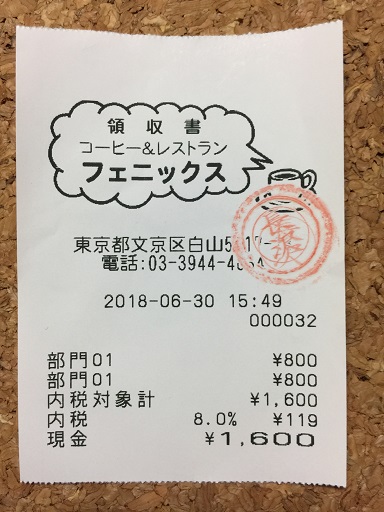 領収書
コーヒー&レストラン
フェニックス
東京都文京区白山
電話:03-3944-
2018-06-30 15:49
000032
部門01 ¥800
部門01 ¥800
内税対象計 ¥1,600
内税 8.0% ¥119
現金 ¥1,600